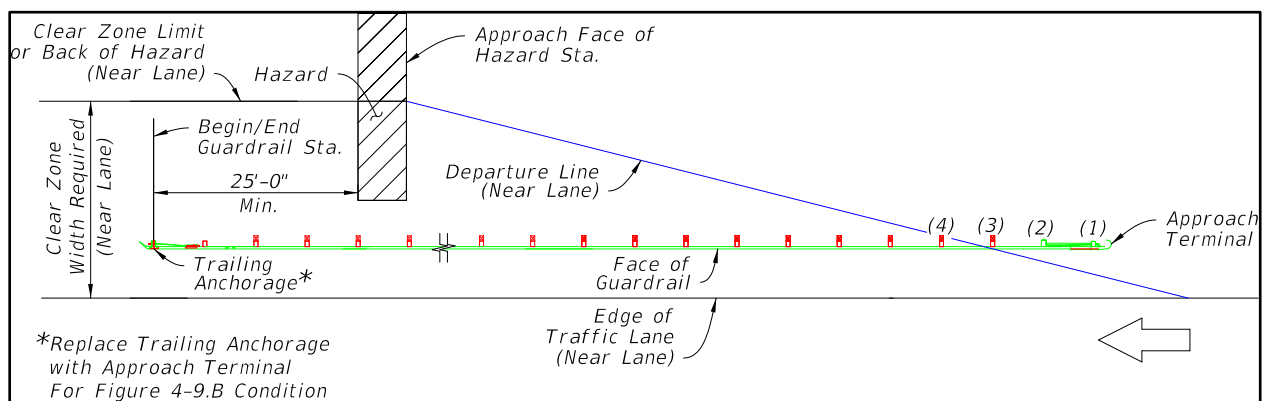 Clear Zone Limit
or Back of Hazard
(Near Lane)
Hazard
Approach Face of
Hazard Sta.
Begin/End
Guardrail Sta.
Clear Zone
Width Required
(Near Lane)
25'-0"
Min.
Departure Line
(Near Lane)
(4)
(3)
(2)
(1)
Approach
Terminal
Trailing
Anchorage*
Face of
Guardrail
Edge of
Traffic Lane
(Near Lane)
*Replace Trailing Anchorage
with Approach Terminal
For Figure 4-9.B Condition